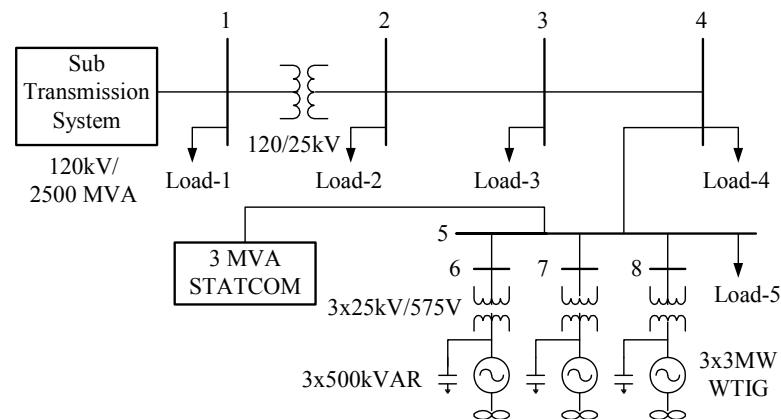 1
2
3
4
Sub
Transmission
System
120kV/
2500 MVA
120/25kV
Load-1
Load-2
Load-3
Load-4
5
3 MVA
STATCOM
6
7
8
Load-5
3x25kV/575V
3x500kVAR
3x3MW
WTIG